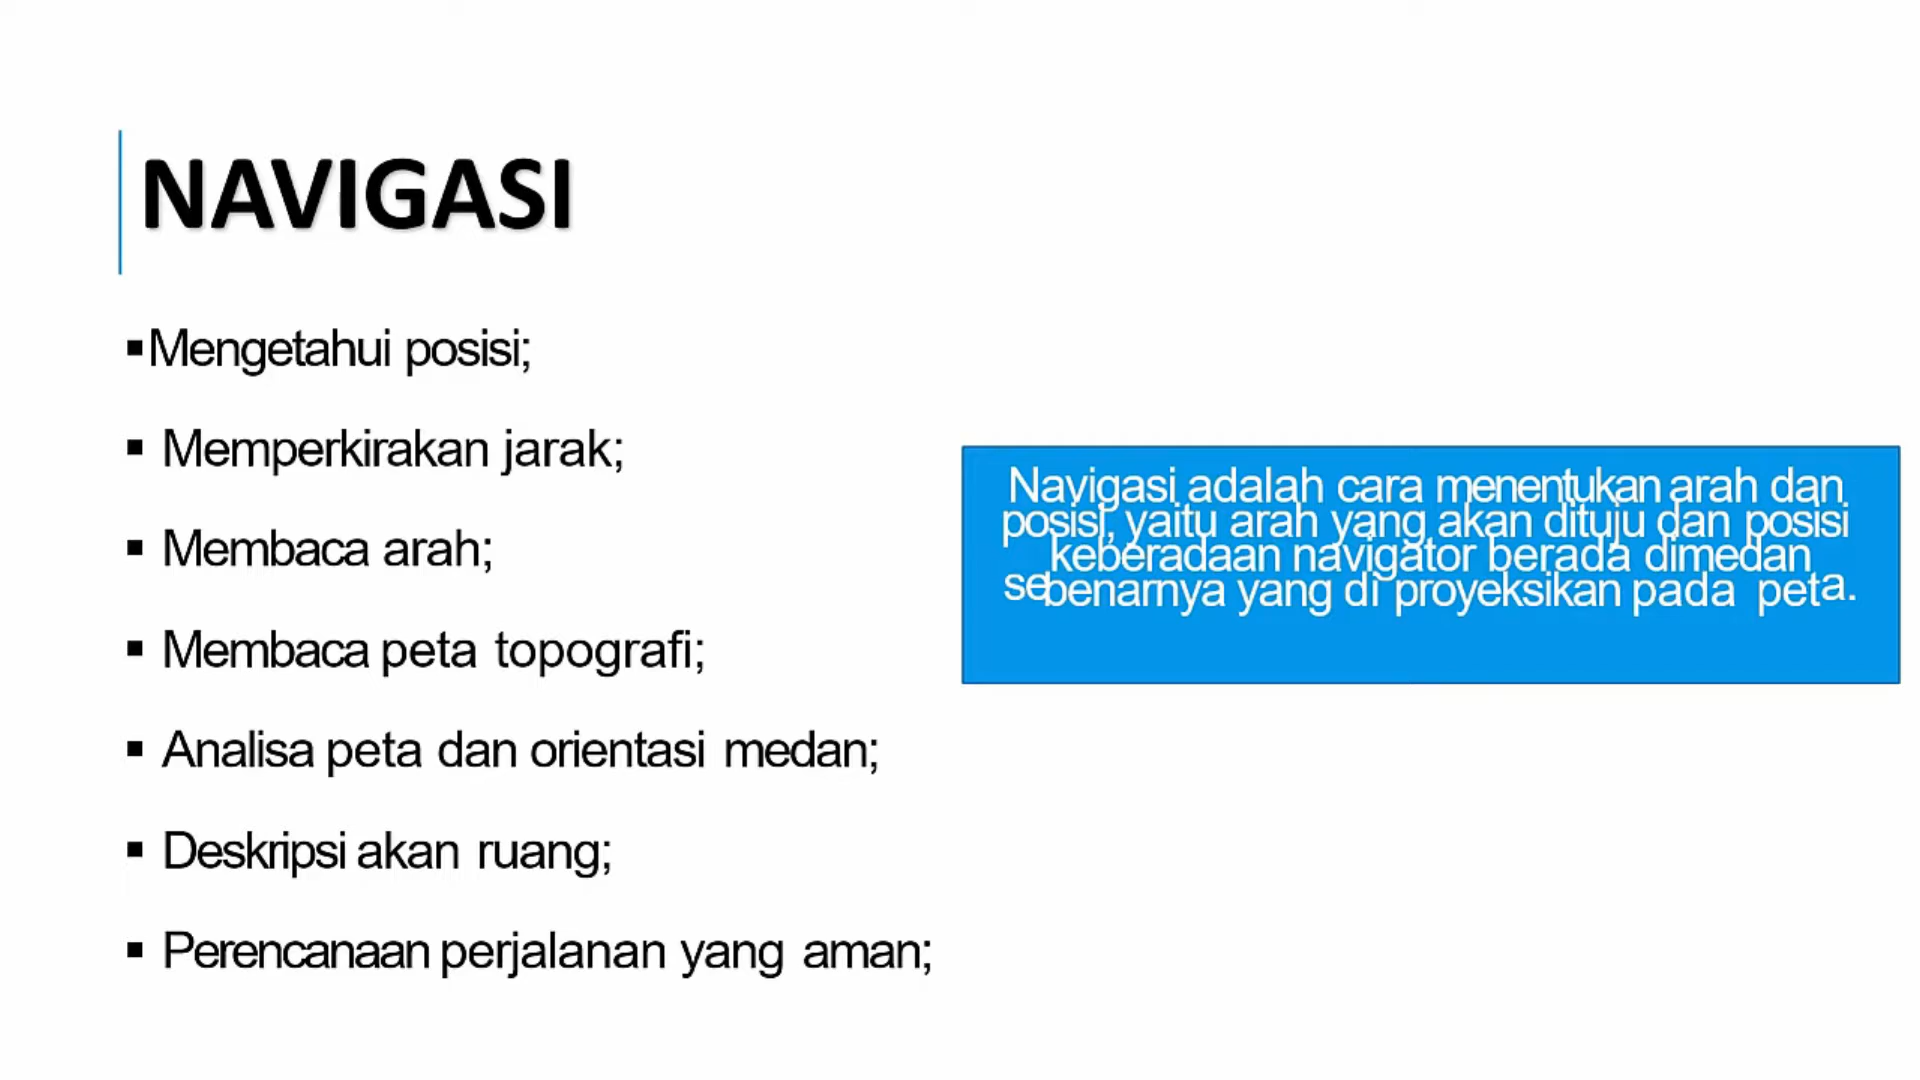 NAVIGASI
▪Mengetahui posisi;
▪ Memperkirakan jarak;
▪ Membaca arah;
▪ Membaca peta topografi;
▪ Analisa peta dan orientasi medan;
▪ Deskripsi akan ruang;
▪ Perencanaan perjalanan yang aman;
Navigasi adalah cara menentukan arah dan
posisi, yaitu arah yang akan dituju dan posisi
keberadaan navigator berada dimedan
sebenarnya yang di proyeksikan pada peta.